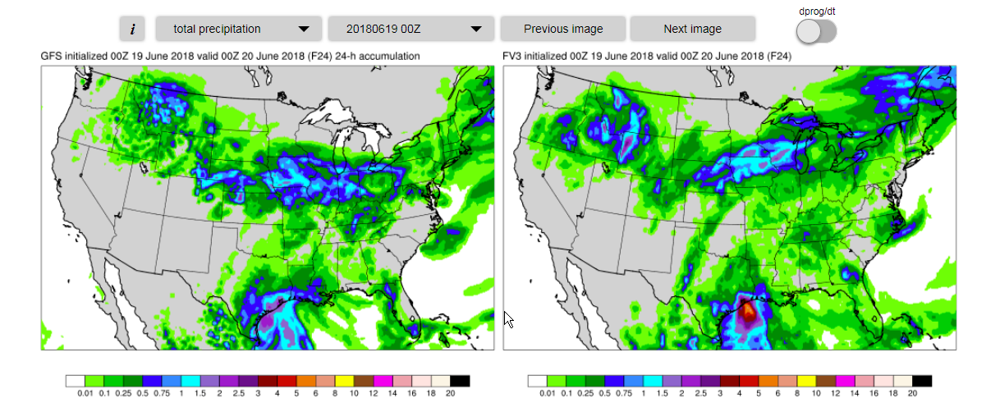 dprog/dt
i total precipitation 20180619 00Z Previous image Next image
GFS initialized 00Z 19 June 2018 valid 00Z 20 June 2018 (F24) 24-h accumulation
FV3 initialized 00Z 19 June 2018 valid 00Z 20 June 2018 (F24)
0.01 0.1 0.25 0.5 0.75 1 1.5 2 2.5 3 4 5 6 8 10 12 14 16 18 20
0.01 0.1 0.25 0.5 0.75 1 1.5 2 2.5 3 4 5 6 8 10 12 14 16 18 20